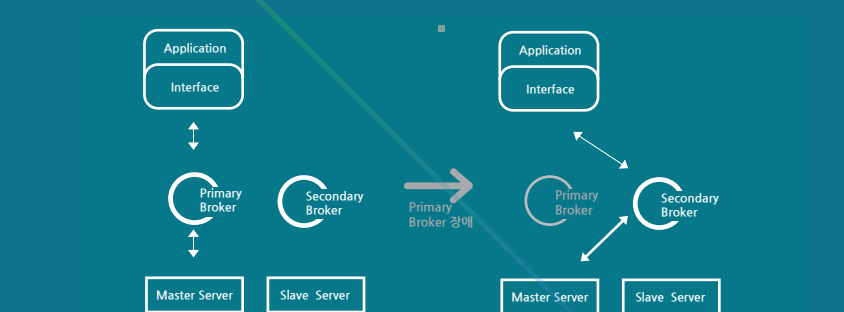 Application
Interface
Primary
Broker
Secondary
Broker
Master Server
Slave Server
Primary
Broker 장애
Application
Interface
Primary
Broker
Secondary
Broker
Master Server
Slave Server